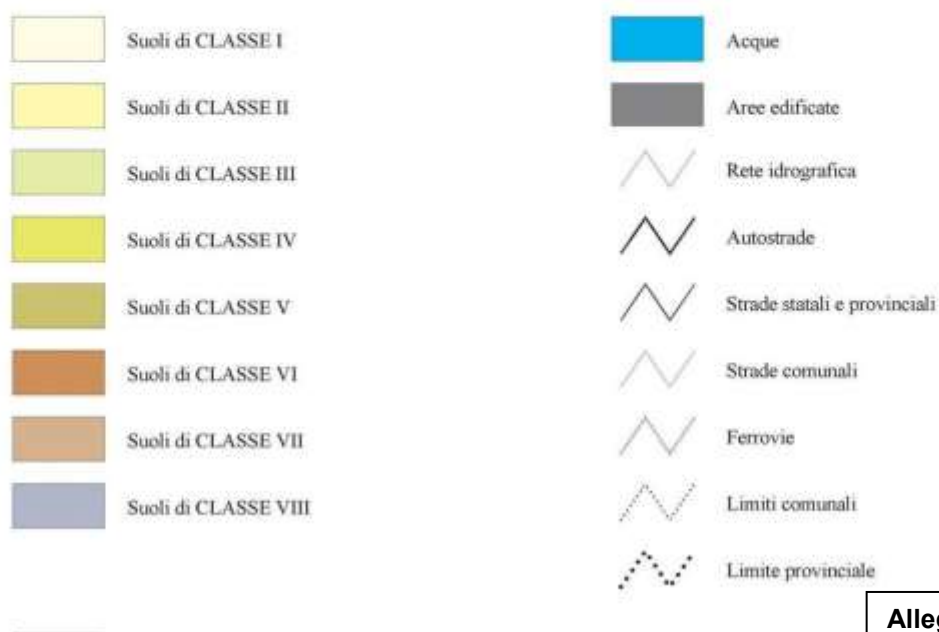 Suoli di CLASSE I
Suoli di CLASSE II
Suoli di CLASSE III
Suoli di CLASSE IV
Suoli di CLASSE V
Suoli di CLASSE VI
Suoli di CLASSE VII
Suoli di CLASSE VIII
Acque
Aree edificate
Rete idrografica
Autostrade
Strade statali e provinciali
Strade comunali
Ferrovie
Limiti comunali
Limite provinciale